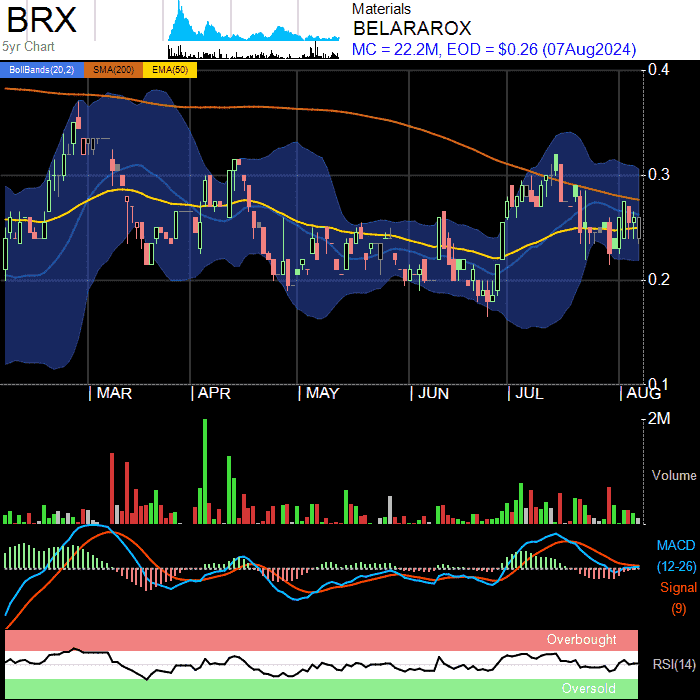 BRX
5yr Chart
Materials
BELARAROX
MC = 22.2M, EOD = $0.26 (07Aug2024)
BollBands(20,2) SMA(200) EMA(50)
0.4
0.3
0.2
0.1
MAR APR MAY JUN JUL AUG
2M
Volume
MACD
(12-26)
Signal
(9)
Overbought
RSI(14)
Oversold